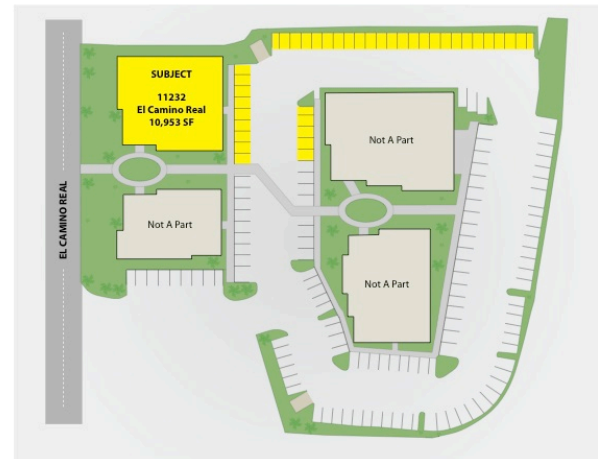 SUBJECT
11232
El Camino Real
10,953 SF
Not A Part
Not A Part
Not A Part
EL CAMINO REAL